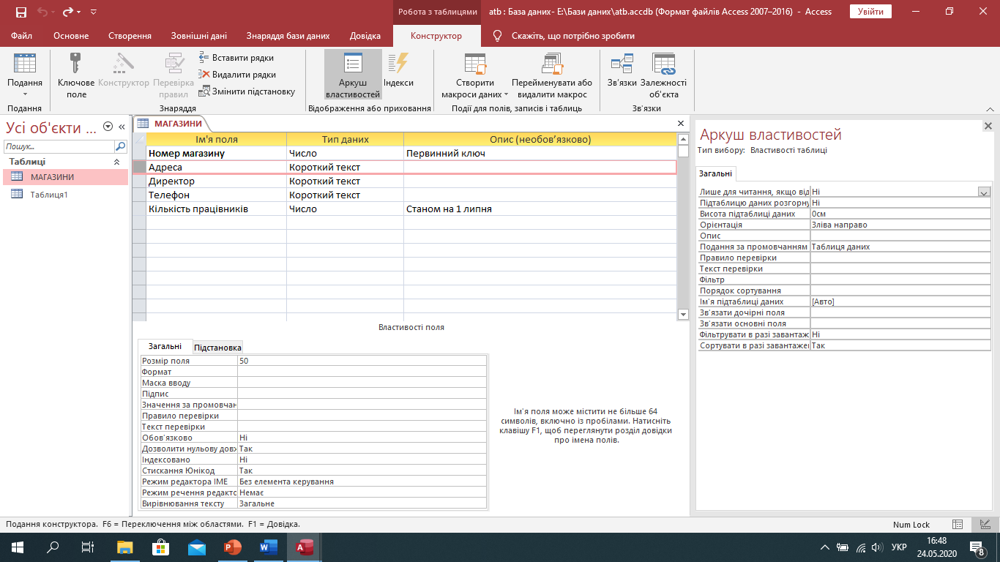 Робота з таблицями
atb : База даних- E:\Бази даних\atb.accdb (Формат файлів Access 2007–2016) - Access
Увійти
Файл Основне Створення Зовнішні дані Знаряддя бази даних Довідка Конструктор Скажіть, що потрібно зробити
Подання
Ключове поле
Конструктор
Перевірка правил
Вставити рядки
Видалити рядки
Змінити підстановку
Аркуш властивостей
Індекси
Створити макроси даних
Перейменувати або видалити макрос
Зв'язки
Залежності об'єкта
Подання Знаряддя Відображення або приховання Події для полів, записів і таблиць Зв'язки
Усі об'єкти ...
Пошук...
Таблиці
МАГАЗИНИ
Таблиця1
МАГАЗИНИ
Ім'я поля Тип даних Опис (необов'язково)
Номер магазину Число Первинний ключ
Адреса Короткий текст
Директор Короткий текст
Телефон Короткий текст
Кількість працівників Число Станом на 1 липня
Властивості поля
Загальні Підстановка
Розмір поля 50
Формат
Маска вводу
Підпис
Значення за промовчан
Правило перевірки
Текст перевірки
Обов'язково Ні
Дозволити нульову довж Так
Індексовано Ні
Стискання Юнікод Так
Режим редактора IME Без елемента керування
Режим речення редакто Немає
Вирівнювання тексту Загальне
Ім'я поля може містити не більше 64
символів, включно із пробілами. Натисніть
клавішу F1, щоб переглянути розділ довідки
про імена полів.
Аркуш властивостей
Тип вибору: Властивості таблиці
Загальні
Лише для читання, якщо від Ні
Підтаблицю даних розгорну Ні
Висота підтаблиці даних 0см
Орієнтація Зліва направо
Опис
Подання за промовчанням Таблиця даних
Правило перевірки
Текст перевірки
Фільтр
Порядок сортування
Ім'я підтаблиці даних [Авто]
Зв'язати дочірні поля
Зв'язати основні поля
Фільтрувати в разі завантаж Ні
Сортувати в разі завантажен Так
Подання конструктора. F6 = Переключення між областями. F1 = Довідка.
Num Lock
УКР
16:48
24.05.2020
8